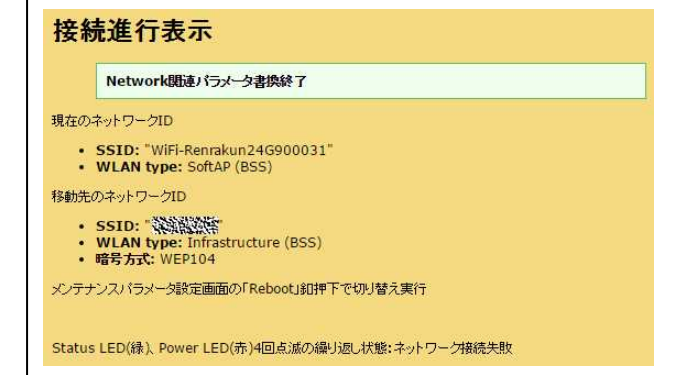 接続進行表示
Network関連パラメータ書換終了
現在のネットワークID
• SSID: "WiFi-Renrakun24G900031"
• WLAN type: SoftAP (BSS)
移動先のネットワークID
• SSID: " "
• WLAN type: Infrastructure (BSS)
• 暗号方式: WEP104
メンテナンスパラメータ設定画面の「Reboot」釦押下で切り替え実行
Status LED(緑)、Power LED(赤)4回点滅の繰り返し状態:ネットワーク接続失敗